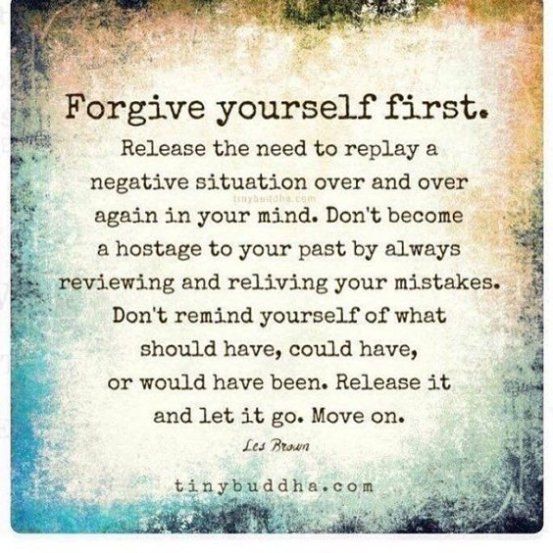 Forgive yourself first.
Release the need to replay a
negative situation over and over
tinybuddha.com
again in your mind. Don't become
a hostage to your past by always
reviewing and reliving your mistakes.
Don't remind yourself of what
should have, could have,
or would have been. Release it
and let it go. Move on.
Les Brown
tinybuddha.com